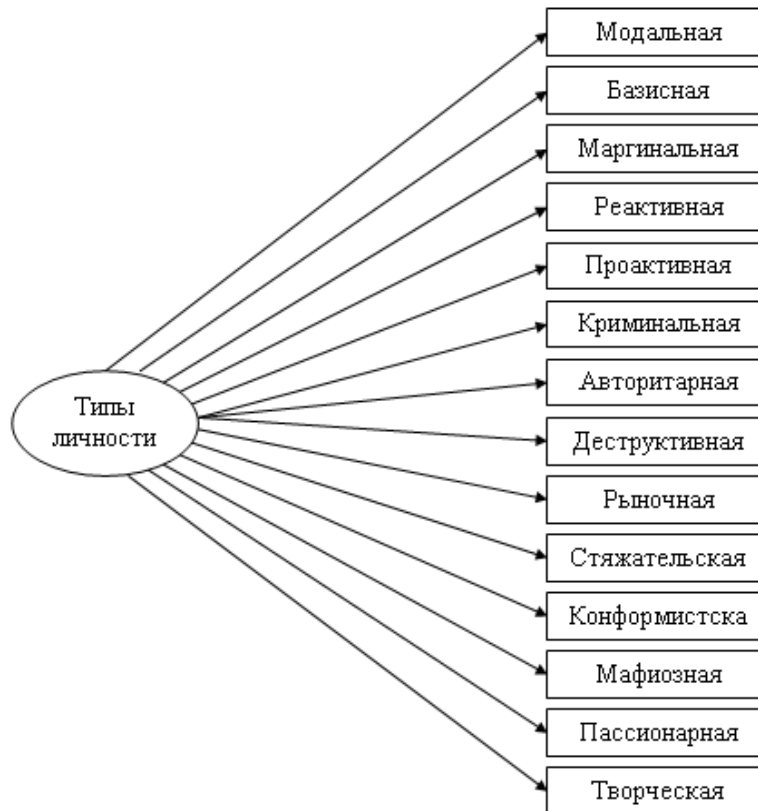 Модальная
Базисная
Маргинальная
Реактивная
Проактивная
Криминальная
Авторитарная
Типы
личности
Деструктивная
Рыночная
Стяжательская
Конформистска
Мафиозная
Пассионарная
Творческая